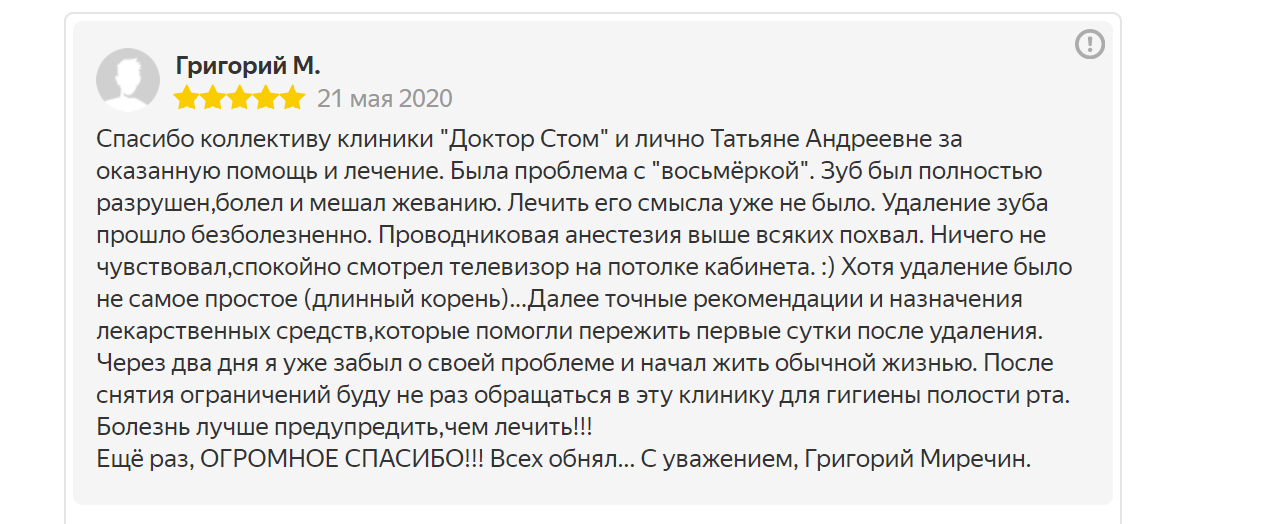 Григорий М.
21 мая 2020
Спасибо коллективу клиники "Доктор Стом" и лично Татьяне Андреевне за
оказанную помощь и лечение. Была проблема с "восьмёркой". Зуб был полностью
разрушен,болел и мешал жеванию. Лечить его смысла уже не было. Удаление зуба
прошло безболезненно. Проводниковая анестезия выше всяких похвал. Ничего не
чувствовал,спокойно смотрел телевизор на потолке кабинета. :) Хотя удаление было
не самое простое (длинный корень)...Далее точные рекомендации и назначения
лекарственных средств,которые помогли пережить первые сутки после удаления.
Через два дня я уже забыл о своей проблеме и начал жить обычной жизнью. После
снятия ограничений буду не раз обращаться в эту клинику для гигиены полости рта.
Болезнь лучше предупредить,чем лечить!!!
Ещё раз, ОГРОМНОЕ СПАСИБО!!! Всех обнял... С уважением, Григорий Миречин.